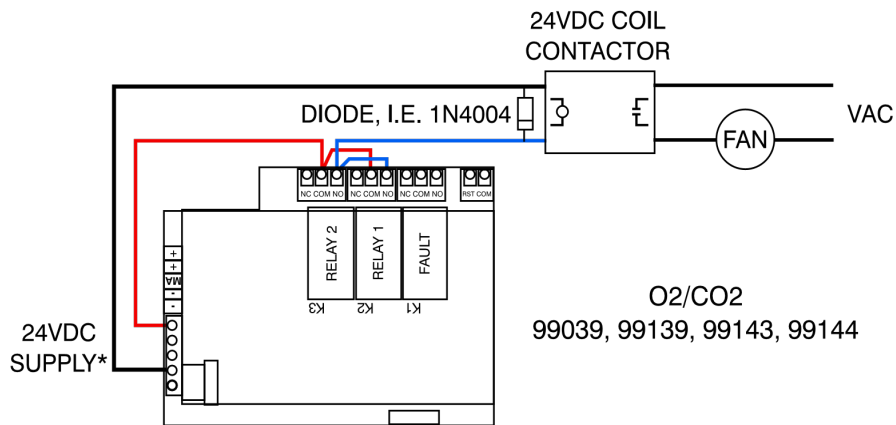 24VDC COIL
CONTACTOR
DIODE, I.E. 1N4004
VAC
FAN
NC COM NO
NC COM NO
NC COM NO
RST COM
RELAY 2
RELAY 1
FAULT
K3
K2
K1
+
+
MA
-
-
24VDC
SUPPLY*
O2/CO2
99039, 99139, 99143, 99144